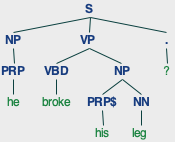 S
NP VP .
PRP VBD NP ?
he broke PRP$ NN
his leg